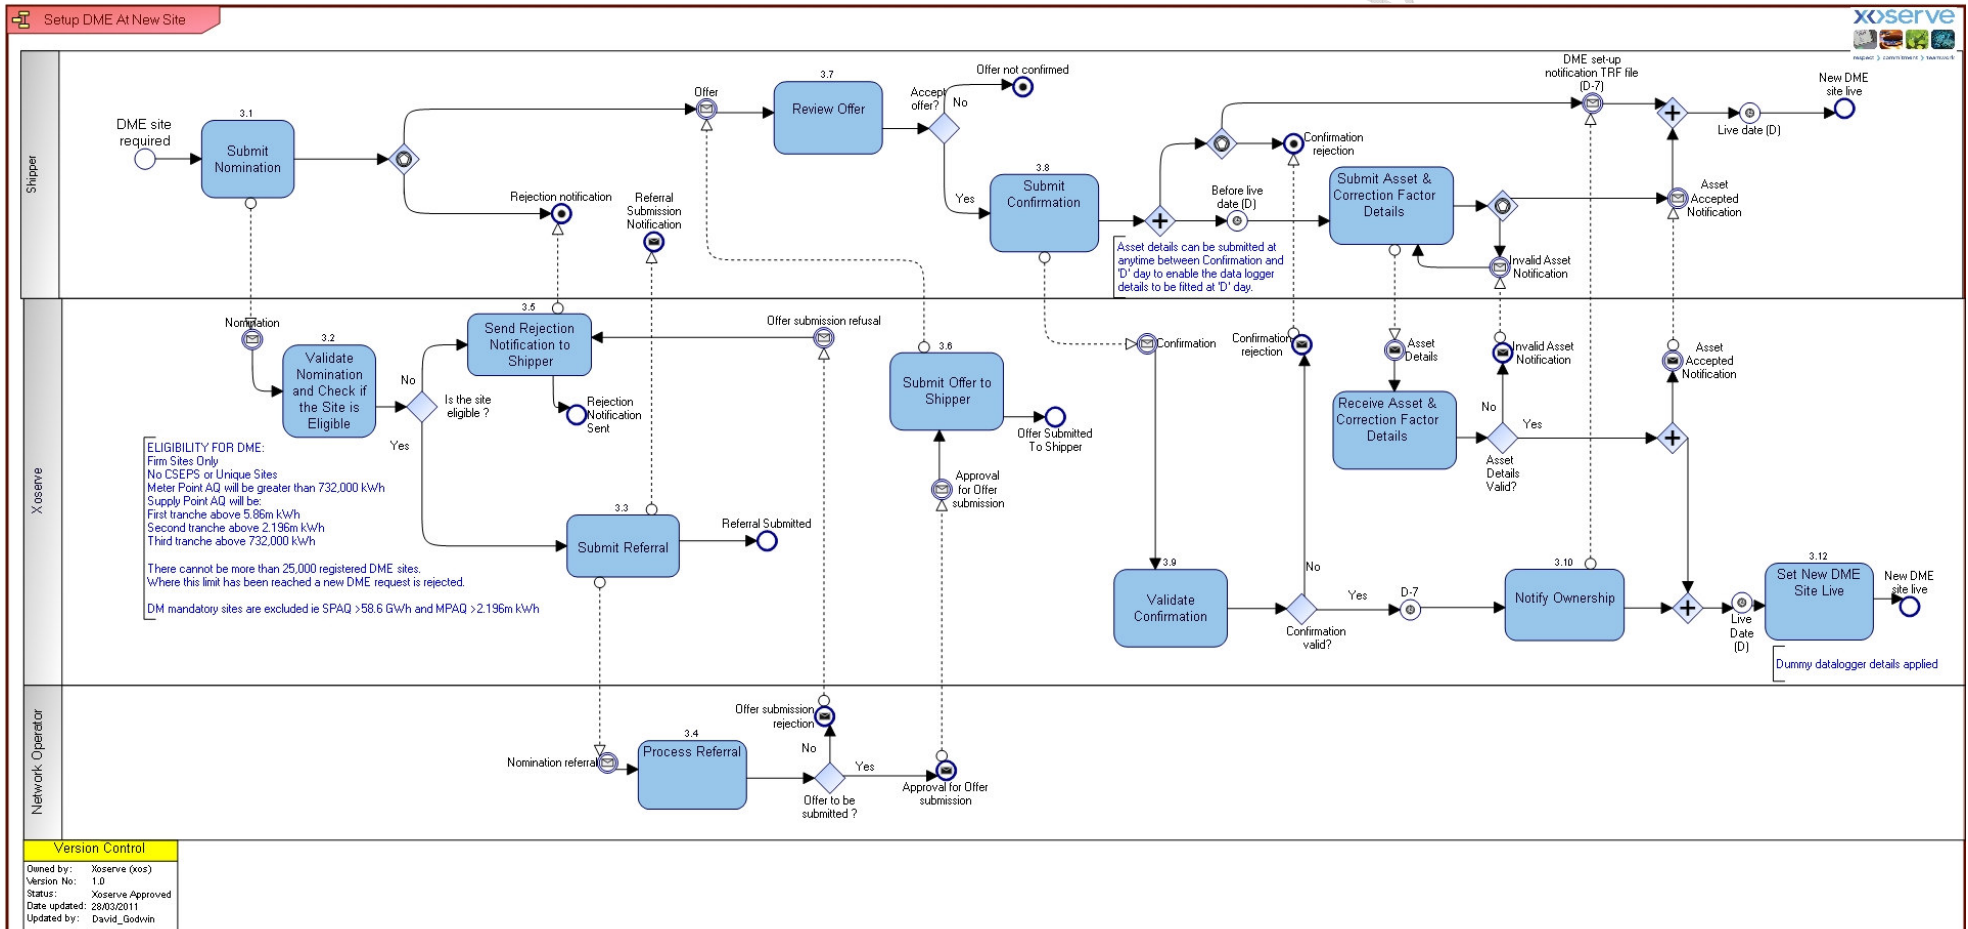 Setup DME At New Site
xoserve
respect > commitment > teamwork
Shipper
DME site
required
3.1
Submit
Nomination
Offer
Rejection notification
Referral
Submission
Notification
3.7
Review Offer
Accept
offer?
No
Yes
Offer not confirmed
3.8
Submit
Confirmation
Confirmation
rejection
Before live
date (D)
Asset details can be submitted at
anytime between Confirmation and
'D' day to enable the data logger
details to be fitted at 'D' day.
Submit Asset &
Correction Factor
Details
DME set-up
notification TRF file
(D-7)
Invalid Asset
Notification
Asset
Accepted
Notification
Live date (D)
New DME
site live
Xoserve
Nomination
3.2
Validate
Nomination
and Check if
the Site is
Eligible
No
Is the site
eligible ?
Yes
3.5
Send Rejection
Notification to
Shipper
Rejection
Notification
Sent
Offer submission refusal
3.6
Submit Offer to
Shipper
Offer Submitted
To Shipper
Approval
for Offer
submission
3.3
Submit Referral
Referral Submitted
ELIGIBILITY FOR DME:
Firm Sites Only
No CSEPS or Unique Sites
Meter Point AQ will be greater than 732,000 kWh
Supply Point AQ will be:
First tranche above 5.86m kWh
Second tranche above 2.196m kWh
Third tranche above 732,000 kWh
There cannot be more than 25,000 registered DME sites.
Where this limit has been reached a new DME request is rejected.
DM mandatory sites are excluded ie SPAQ >58.6 GWh and MPAQ >2.196m kWh
Confirmation
Confirmation
rejection
3.9
Validate
Confirmation
No
Yes
Confirmation
valid?
D-7
Asset
Details
Receive Asset &
Correction Factor
Details
Invalid Asset
Notification
No
Yes
Asset
Details
Valid?
Asset
Accepted
Notification
3.10
Notify Ownership
Live
Date
(D)
3.12
Set New DME
Site Live
New DME
site live
Dummy datalogger details applied
Network Operator
Nomination referral
3.4
Process Referral
Offer submission
rejection
No
Yes
Offer to be
submitted ?
Approval for Offer
submission
Version Control
Owned by: Xoserve (xos)
Version No: 1.0
Status: Xoserve Approved
Date updated: 28/03/2011
Updated by: David_Godwin